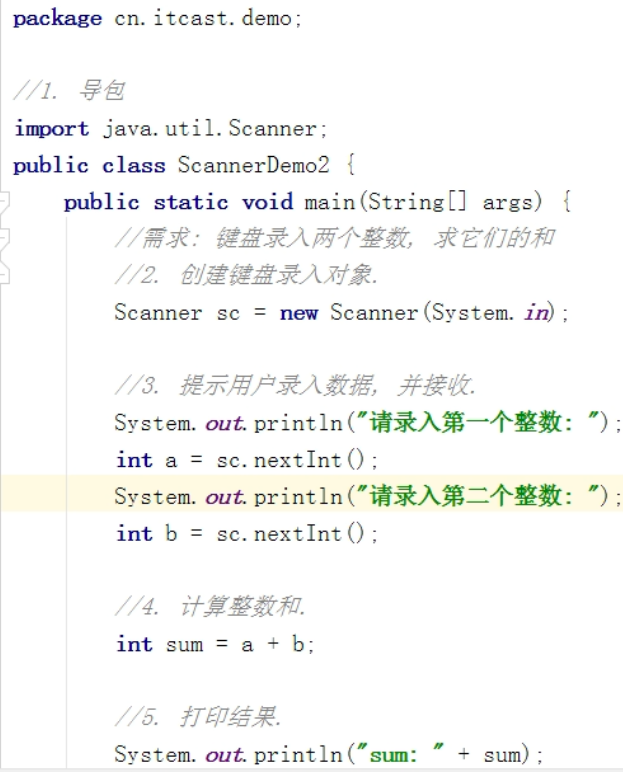 package cn.itcast.demo;
//1. 导包
import java.util.Scanner;
public class ScannerDemo2 {
public static void main(String[] args) {
//需求: 键盘录入两个整数, 求它们的和
//2. 创建键盘录入对象.
Scanner sc = new Scanner(System.in);
//3. 提示用户录入数据, 并接收.
System.out.println("请录入第一个整数: ");
int a = sc.nextInt();
System.out.println("请录入第二个整数: ");
int b = sc.nextInt();
//4. 计算整数和.
int sum = a + b;
//5. 打印结果.
System.out.println("sum: " + sum);